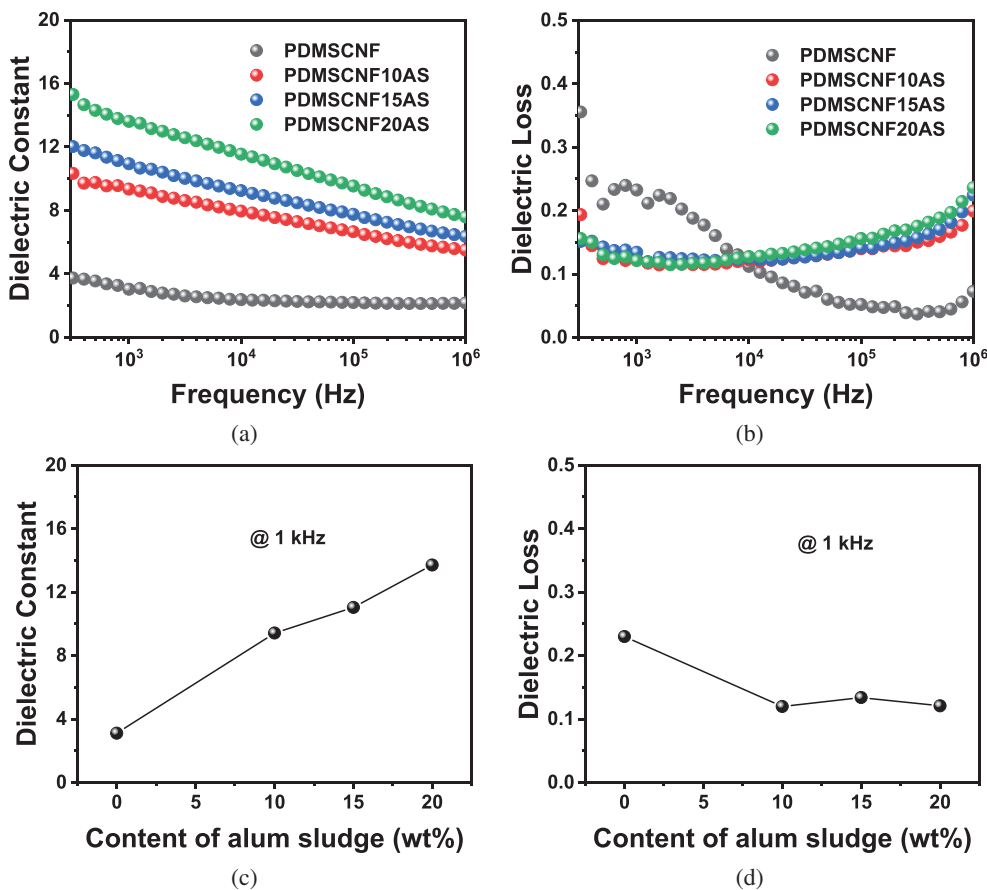 20
16
12
8
4
0
Dielectric Constant
PDMSCNF
PDMSCNF10AS
PDMSCNF15AS
PDMSCNF20AS
10³
10⁴
10⁵
10⁶
Frequency (Hz)
(a)
0.5
0.4
0.3
0.2
0.1
0.0
Dielectric Loss
PDMSCNF
PDMSCNF10AS
PDMSCNF15AS
PDMSCNF20AS
10³
10⁴
10⁵
10⁶
Frequency (Hz)
(b)
20
16
12
8
4
0
Dielectric Constant
@ 1 kHz
0
5
10
15
20
Content of alum sludge (wt%)
(c)
0.5
0.4
0.3
0.2
0.1
0.0
Dielectric Loss
@ 1 kHz
0
5
10
15
20
Content of alum sludge (wt%)
(d)